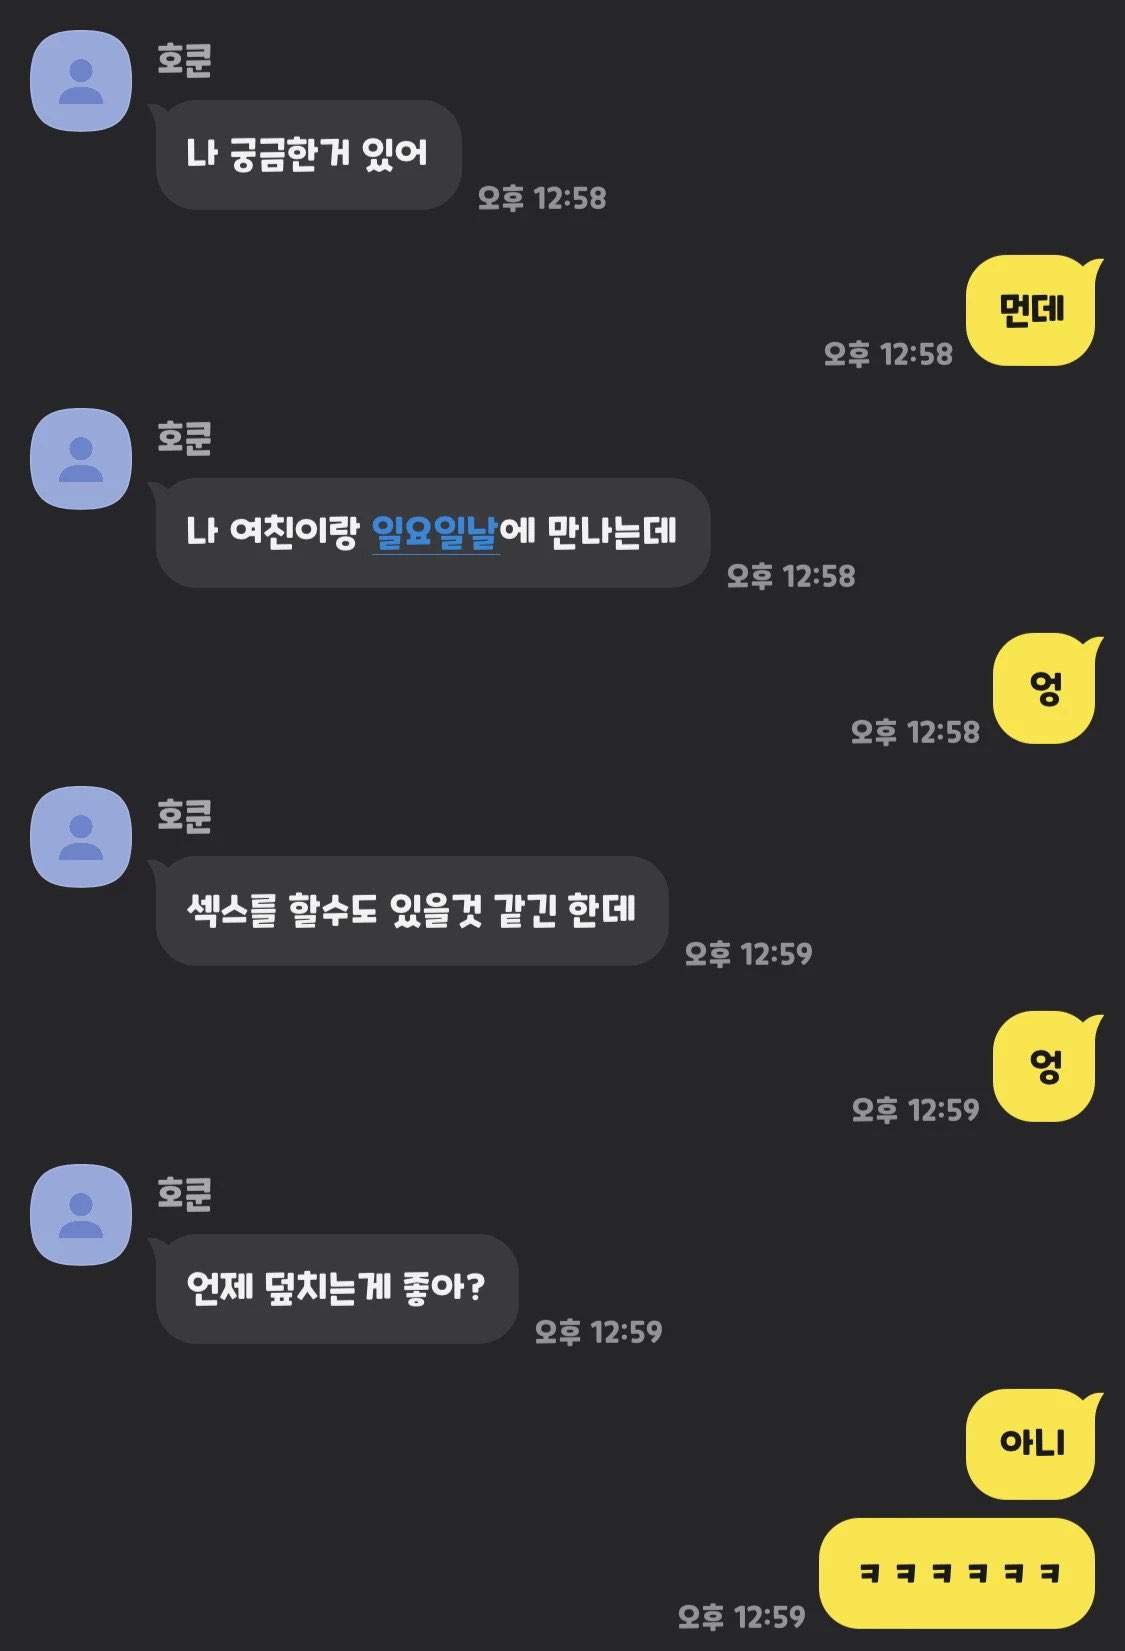 호쿤
나 궁금한거 있어
오후 12:58
먼데
오후 12:58
호쿤
나 여친이랑 일요일날에 만나는데
오후 12:58
엉
오후 12:58
호쿤
섹스를 할수도 있을것 같긴 한데
오후 12:59
엉
오후 12:59
호쿤
언제 덮치는게 좋아?
오후 12:59
아니
ㅋㅋㅋㅋㅋㅋ
오후 12:59